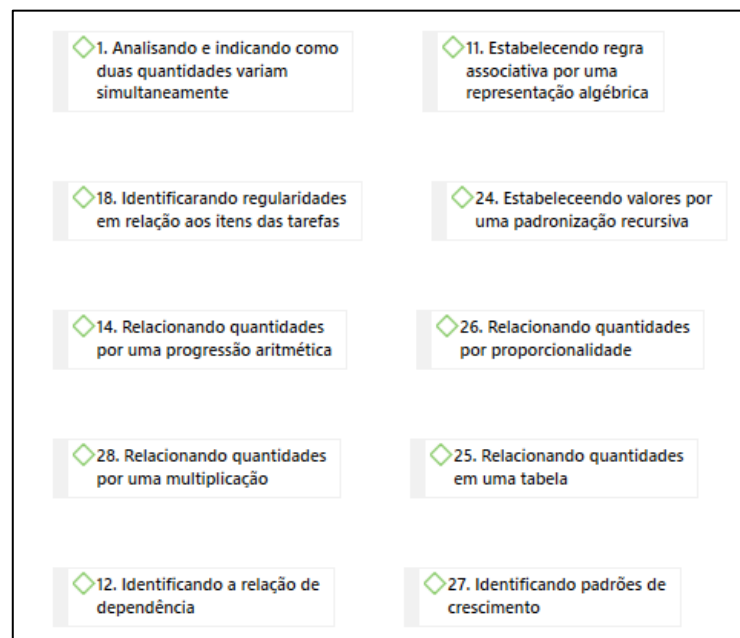 1. Analisando e indicando como
duas quantidades variam
simultaneamente
11. Estabelecendo regra
associativa por uma
representação algébrica
18. Identificarando regularidades
em relação aos itens das tarefas
24. Estabeleceendo valores por
uma padronização recursiva
14. Relacionando quantidades
por uma progressão aritmética
26. Relacionando quantidades
por proporcionalidade
28. Relacionando quantidades
por uma multiplicação
25. Relacionando quantidades
em uma tabela
12. Identificando a relação de
dependência
27. Identificando padrões de
crescimento